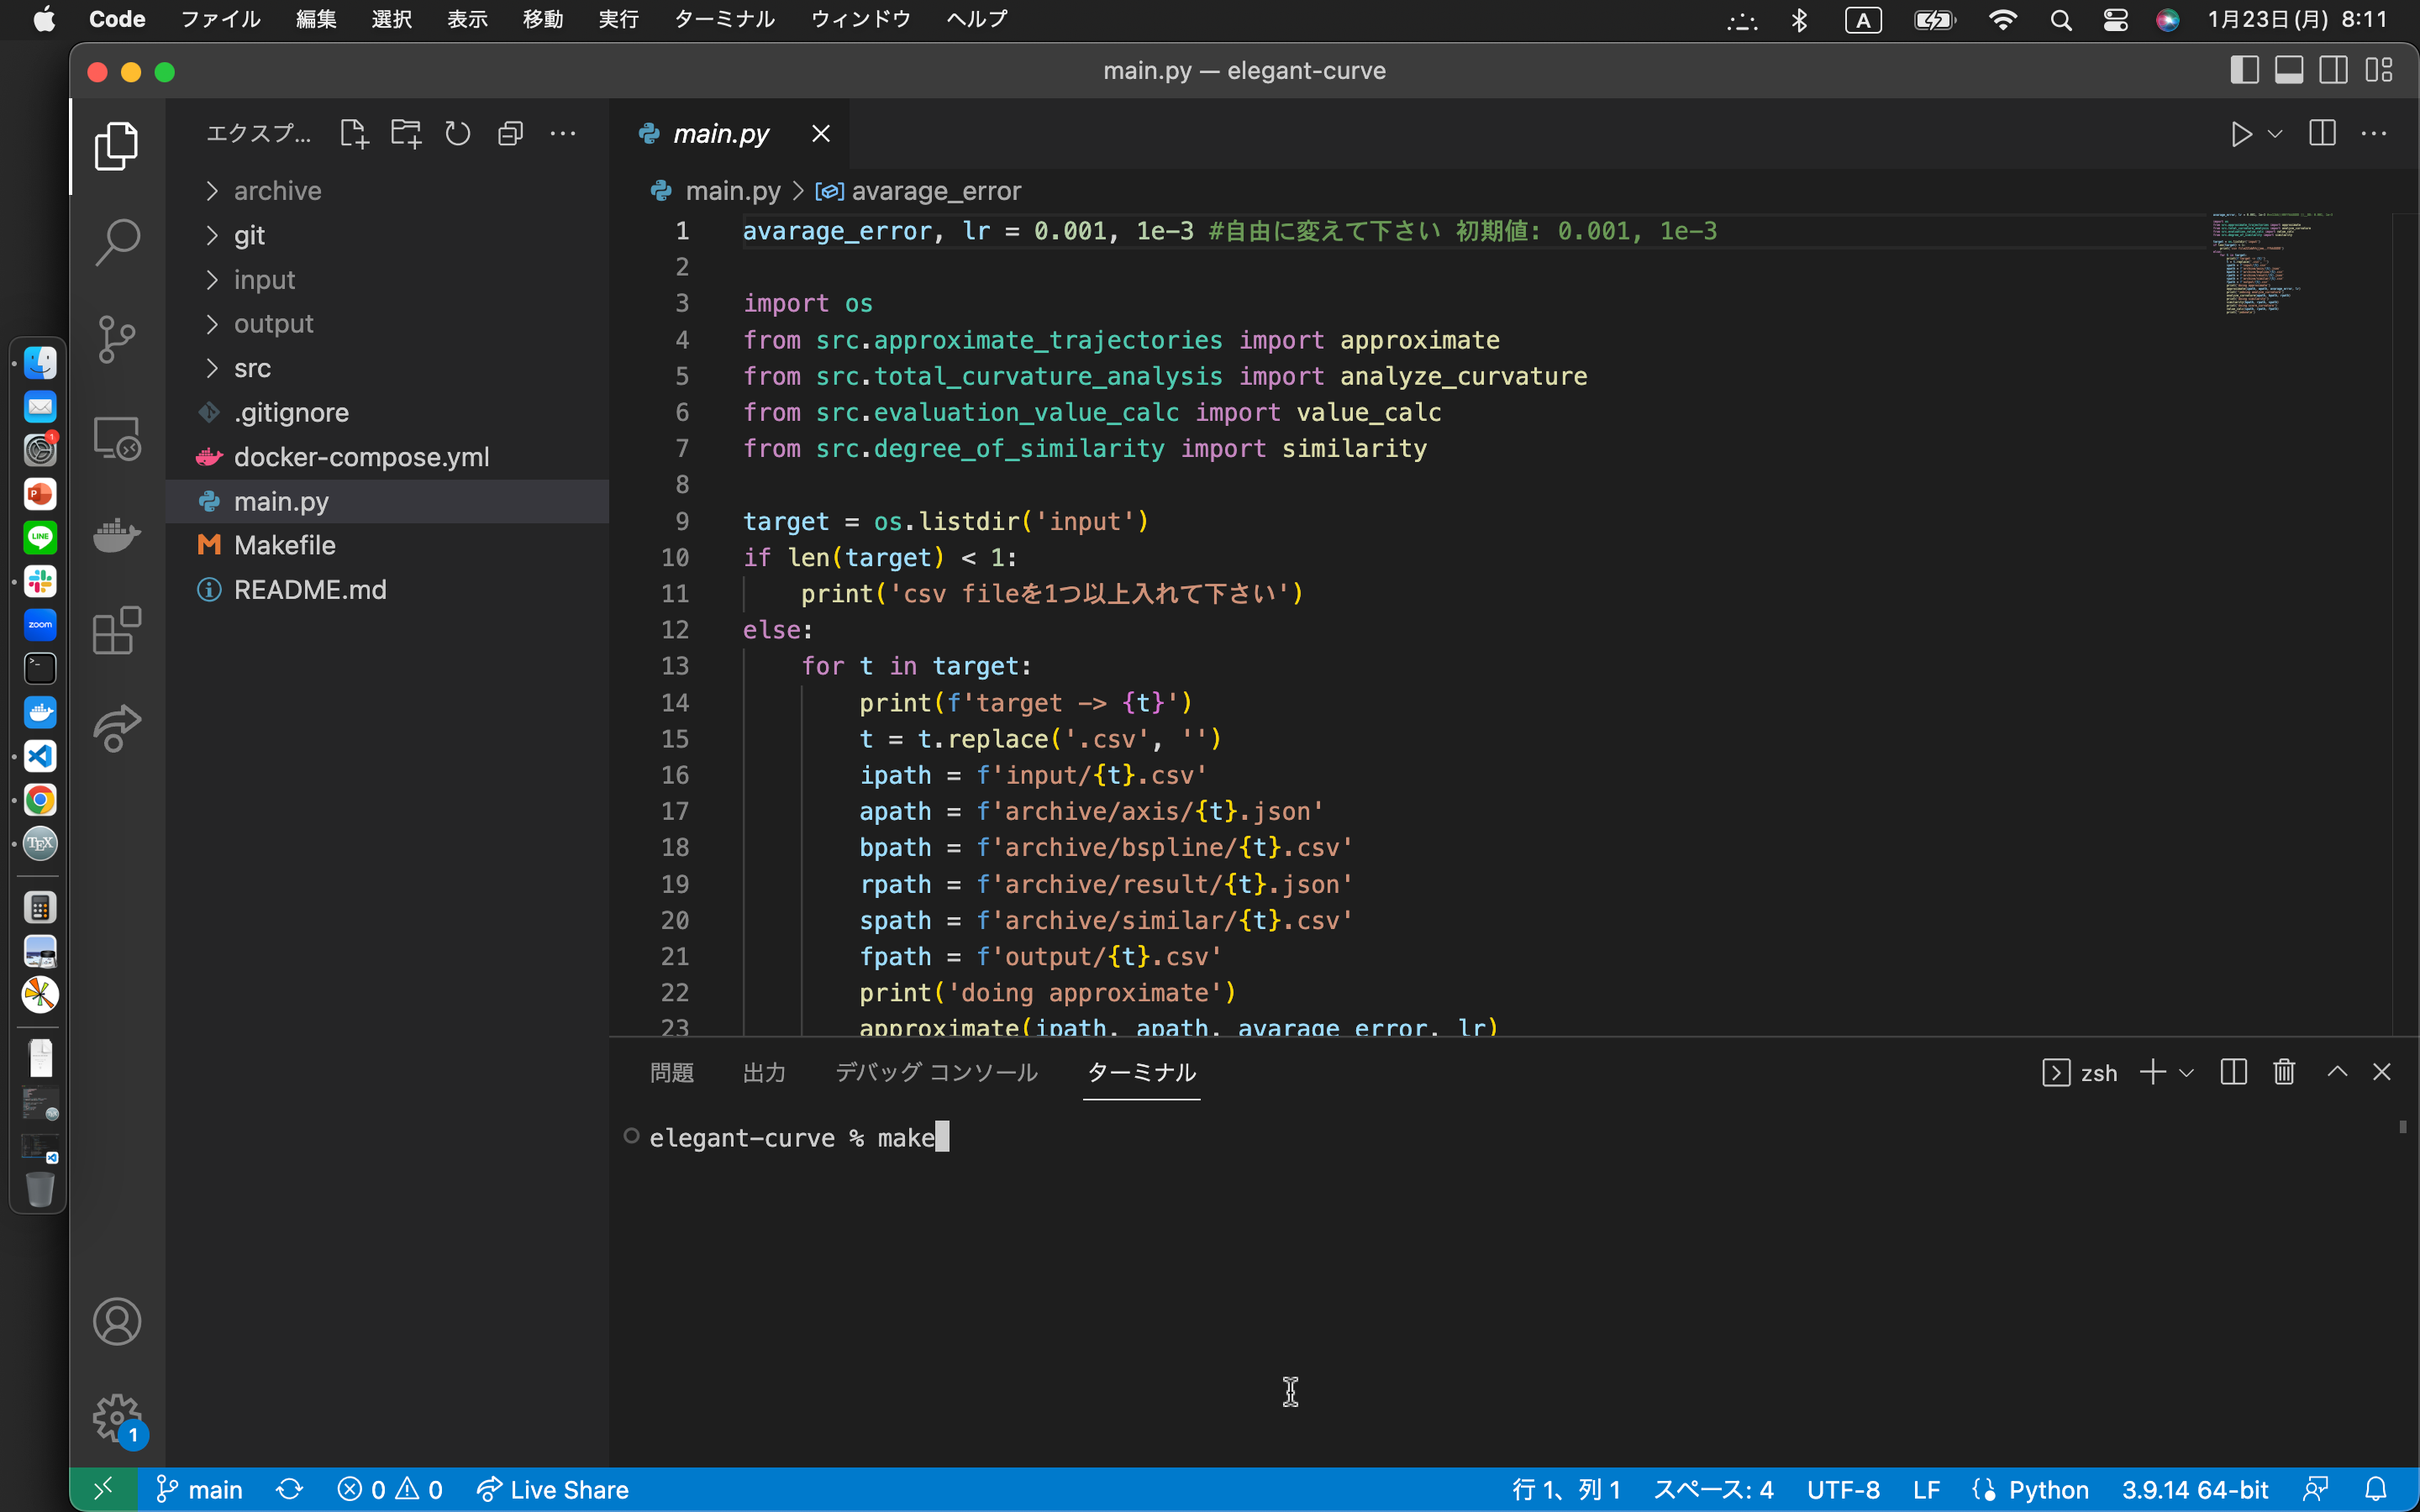 Code ファイル 編集 選択 表示 移動 実行 ターミナル ウィンドウ ヘルプ A 1月23日(月) 8:11
main.py — elegant-curve
エクスプ...
archive
git
input
output
src
.gitignore
docker-compose.yml
main.py
Makefile
README.md
main.py
main.py > avarage_error
1 avarage_error, lr = 0.001, 1e-3 #自由に変えて下さい 初期値: 0.001, 1e-3
2
3 import os
4 from src.approximate_trajectories import approximate
5 from src.total_curvature_analysis import analyze_curvature
6 from src.evaluation_value_calc import value_calc
7 from src.degree_of_similarity import similarity
8
9 target = os.listdir('input')
10 if len(target) < 1:
11 print('csv fileを1つ以上入れて下さい')
12 else:
13 for t in target:
14 print(f'target -> {t}')
15 t = t.replace('.csv', '')
16 ipath = f'input/{t}.csv'
17 apath = f'archive/axis/{t}.json'
18 bpath = f'archive/bspline/{t}.csv'
19 rpath = f'archive/result/{t}.json'
20 spath = f'archive/similar/{t}.csv'
21 fpath = f'output/{t}.csv'
22 print('doing approximate')
23 approximate(ipath, apath, avarage_error, lr)
問題 出力 デバッグ コンソール ターミナル zsh
elegant-curve % make
LINE
zoom
TEX
1
1
main 0 0 Live Share 行 1、列 1 スペース: 4 UTF-8 LF Python 3.9.14 64-bit